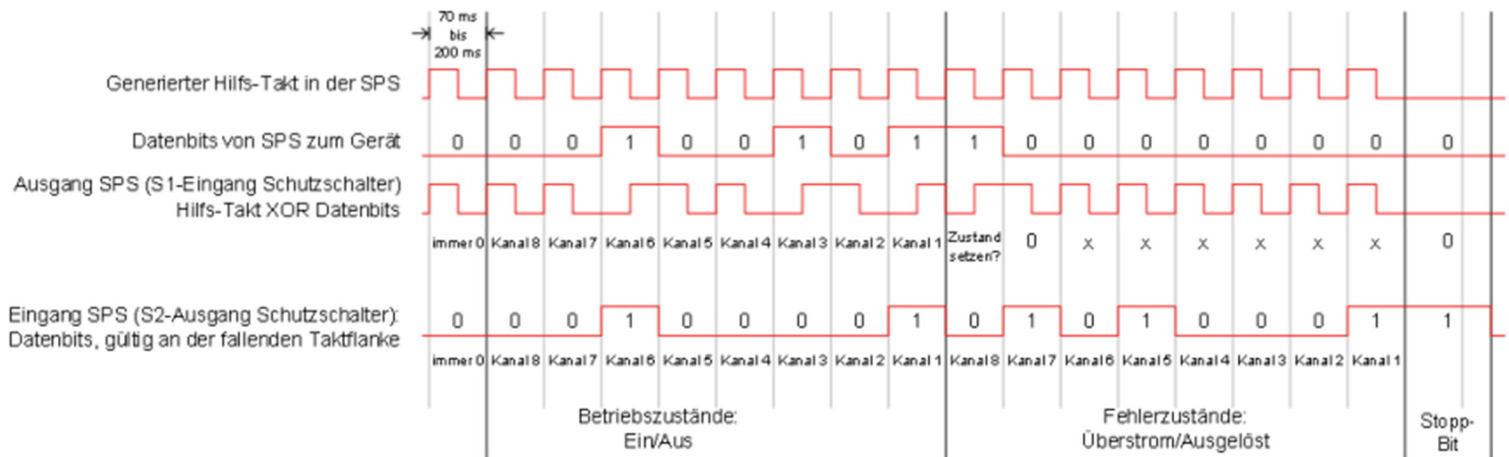 70 ms
bis
200 ms
Generierter Hilfs-Takt in der SPS
Datenbits von SPS zum Gerät
0 0 0 1 0 0 1 0 1 1 0 0 0 0 0 0 0 0
Ausgang SPS (S1-Eingang Schutzschalter)
Hilfs-Takt XOR Datenbits
immer 0 Kanal 8 Kanal 7 Kanal 6 Kanal 5 Kanal 4 Kanal 3 Kanal 2 Kanal 1 Zustand setzen? 0 x x x x x x 0
Eingang SPS (S2-Ausgang Schutzschalter):
Datenbits, gültig an der fallenden Taktflanke
0 0 0 1 0 0 0 0 1 0 1 0 1 0 0 0 1 1
immer 0 Kanal 8 Kanal 7 Kanal 6 Kanal 5 Kanal 4 Kanal 3 Kanal 2 Kanal 1 Kanal 8 Kanal 7 Kanal 6 Kanal 5 Kanal 4 Kanal 3 Kanal 2 Kanal 1
Betriebszustände:
Ein/Aus
Fehlerzustände:
Überstrom/Ausgelöst
Stopp-
Bit